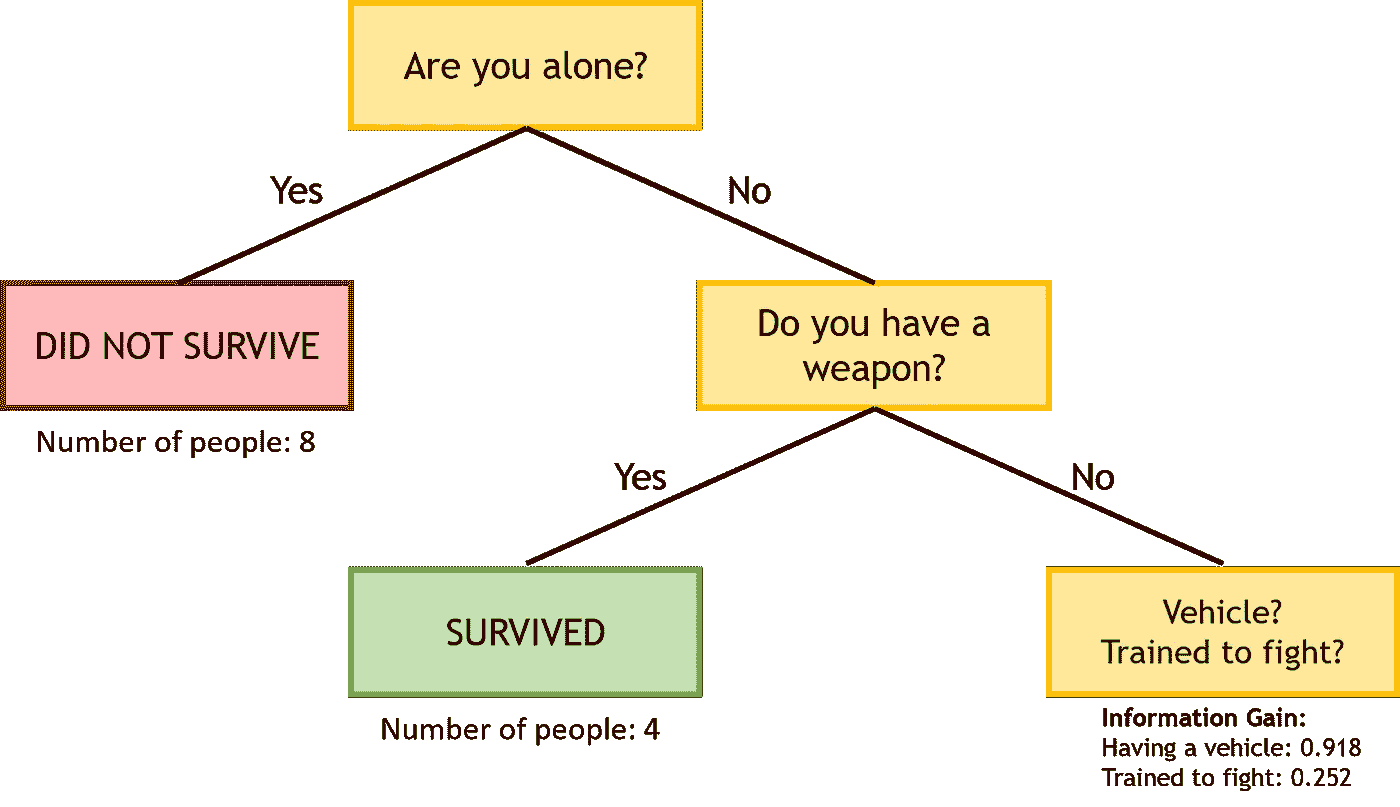 Are you alone?
Yes
No
DID NOT SURVIVE
Do you have a
weapon?
Number of people: 8
Yes
No
SURVIVED
Vehicle?
Trained to fight?
Number of people: 4
Information Gain:
Having a vehicle: 0.918
Trained to fight: 0.252